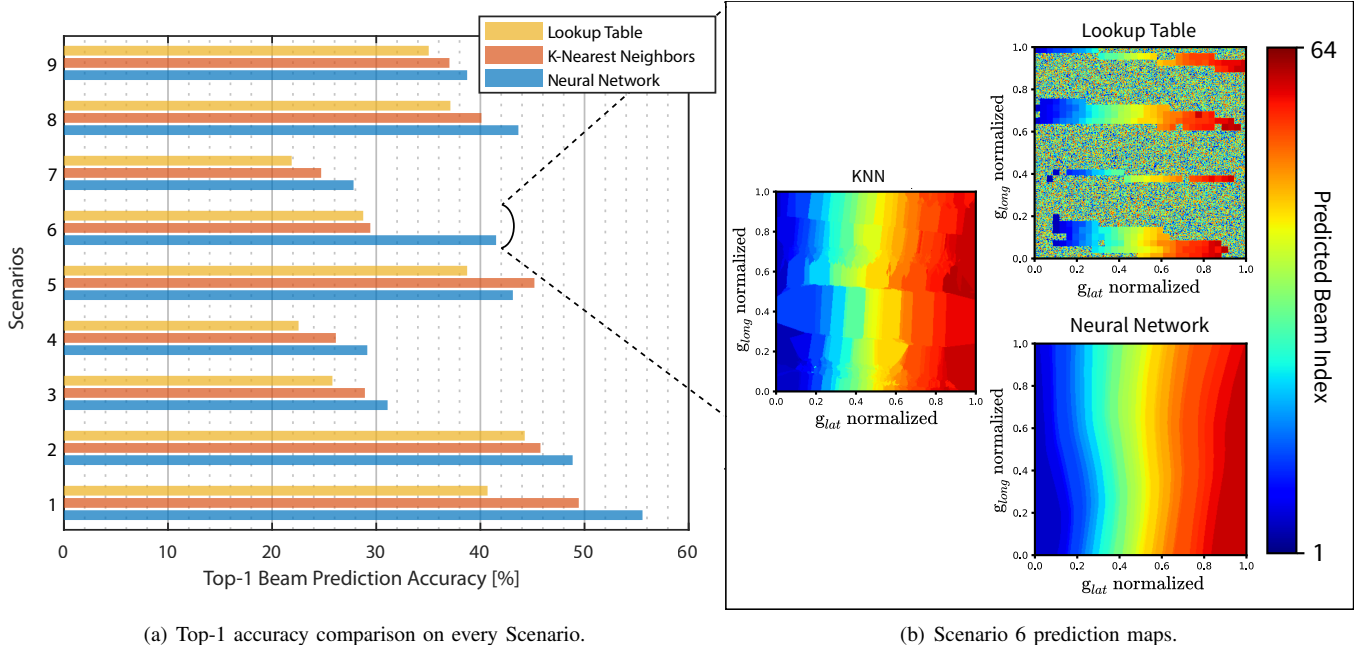 Lookup Table
K-Nearest Neighbors
Neural Network
9
8
7
6
5
4
3
2
1
Scenarios
0 10 20 30 40 50 60
Top-1 Beam Prediction Accuracy [%]
(a) Top-1 accuracy comparison on every Scenario.
KNN
1.0
0.8
0.6
0.4
0.2
0.0
g_long normalized
0.0 0.2 0.4 0.6 0.8 1.0
g_lat normalized
Lookup Table
1.0
0.8
0.6
0.4
0.2
0.0
g_long normalized
0.0 0.2 0.4 0.6 0.8 1.0
g_lat normalized
Neural Network
1.0
0.8
0.6
0.4
0.2
0.0
g_long normalized
0.0 0.2 0.4 0.6 0.8 1.0
g_lat normalized
64
Predicted Beam Index
1
(b) Scenario 6 prediction maps.